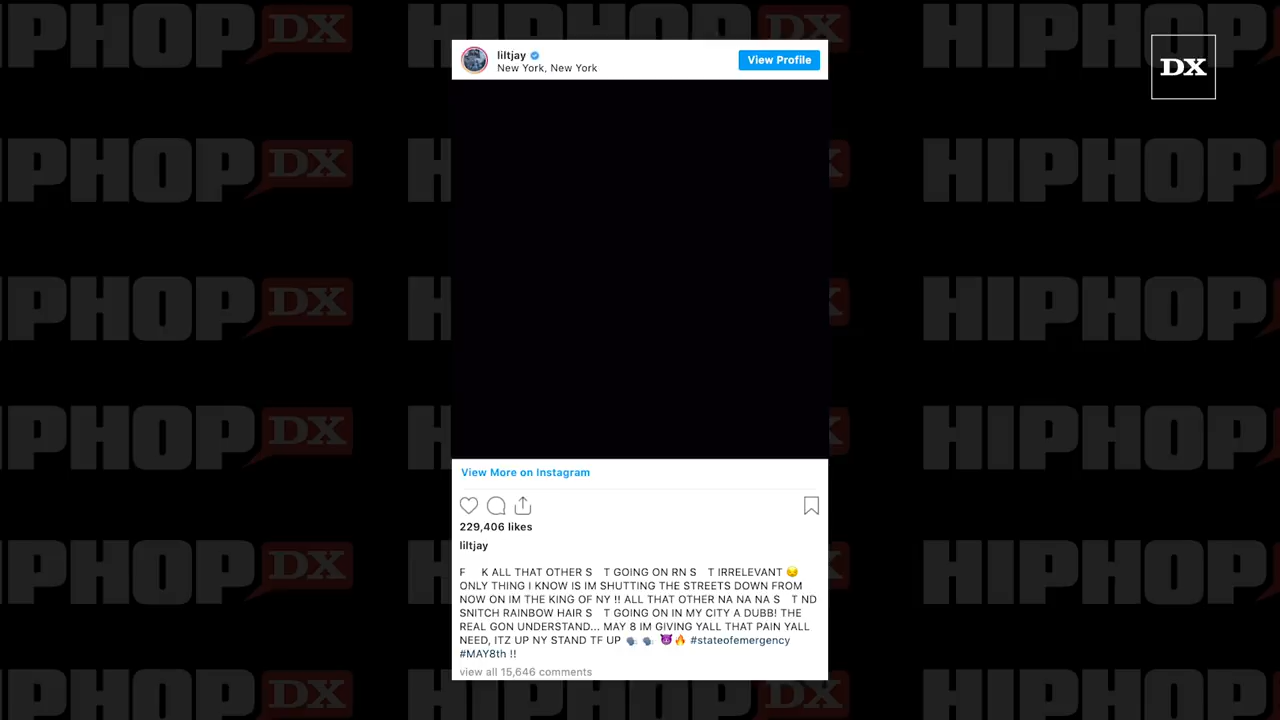 HIPHOP DX
liltjay
New York, New York
View Profile
DX
View More on Instagram
229,406 likes
liltjay
F K ALL THAT OTHER S T GOING ON RN S T IRRELEVANT 😏
ONLY THING I KNOW IS IM SHUTTING THE STREETS DOWN FROM
NOW ON IM THE KING OF NY !! ALL THAT OTHER NA NA NA S T ND
SNITCH RAINBOW HAIR S T GOING ON IN MY CITY A DUBB! THE
REAL GON UNDERSTAND... MAY 8 IM GIVING YALL THAT PAIN YALL
NEED, ITZ UP NY STAND TF UP 🗣 🗣 😈🔥 #stateofemergency
#MAY8th !!
view all 15,646 comments